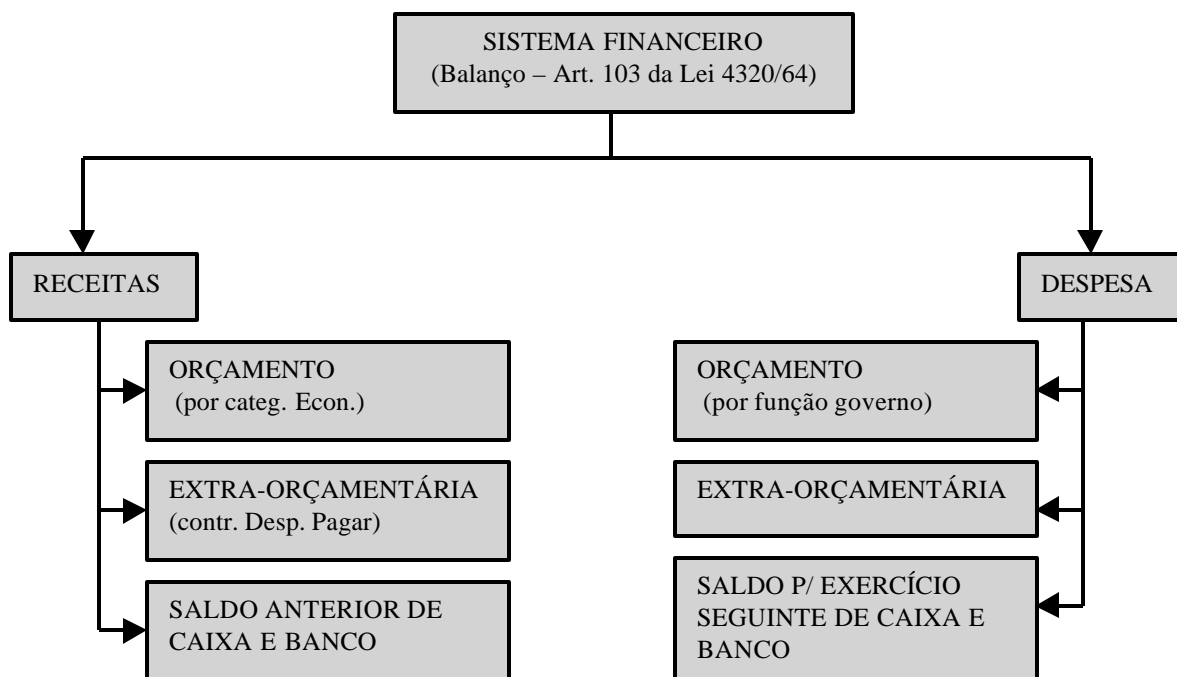 SISTEMA FINANCEIRO
(Balanço – Art. 103 da Lei 4320/64)
RECEITAS
DESPESA
ORÇAMENTO
(por categ. Econ.)
ORÇAMENTO
(por função governo)
EXTRA-ORÇAMENTÁRIA
(contr. Desp. Pagar)
EXTRA-ORÇAMENTÁRIA
SALDO ANTERIOR DE
CAIXA E BANCO
SALDO P/ EXERCÍCIO
SEGUINTE DE CAIXA E
BANCO